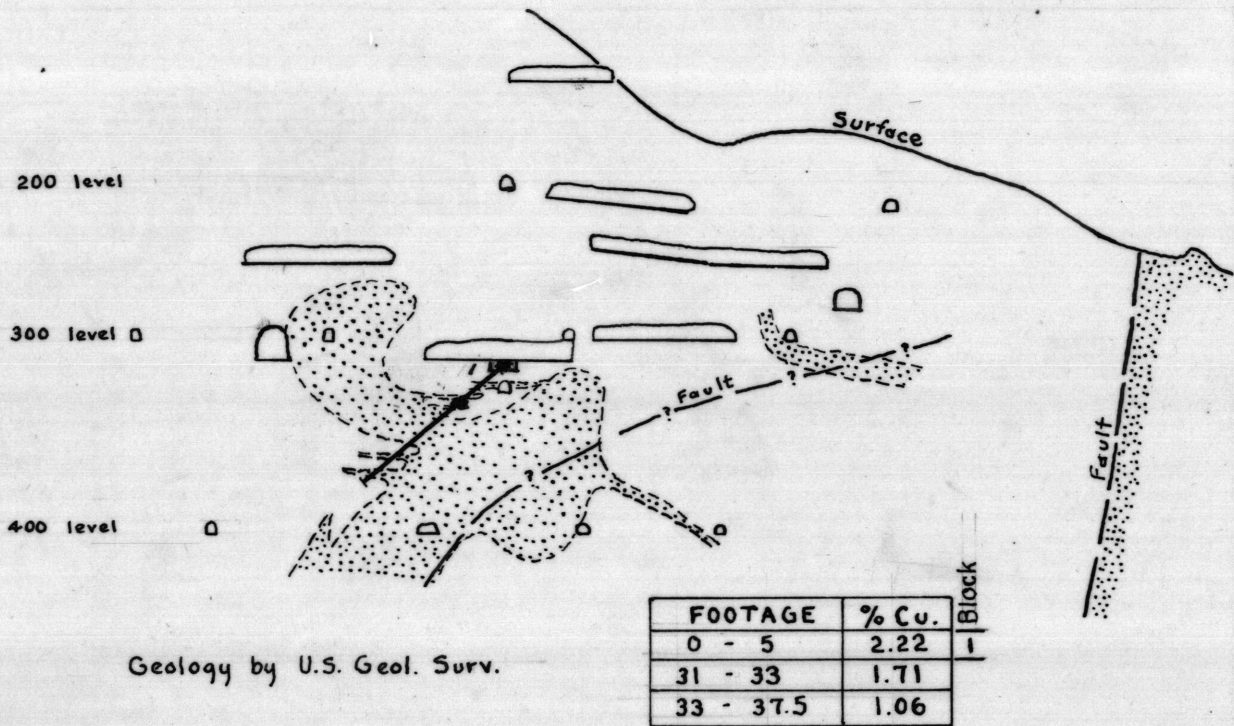 Surface
200 level
300 level
?
Fault
?
?
?
Fault
400 level
Block
FOOTAGE % Cu.
0 - 5 2.22 1
31 - 33 1.71
33 - 37.5 1.06
Geology by U.S. Geol. Surv.